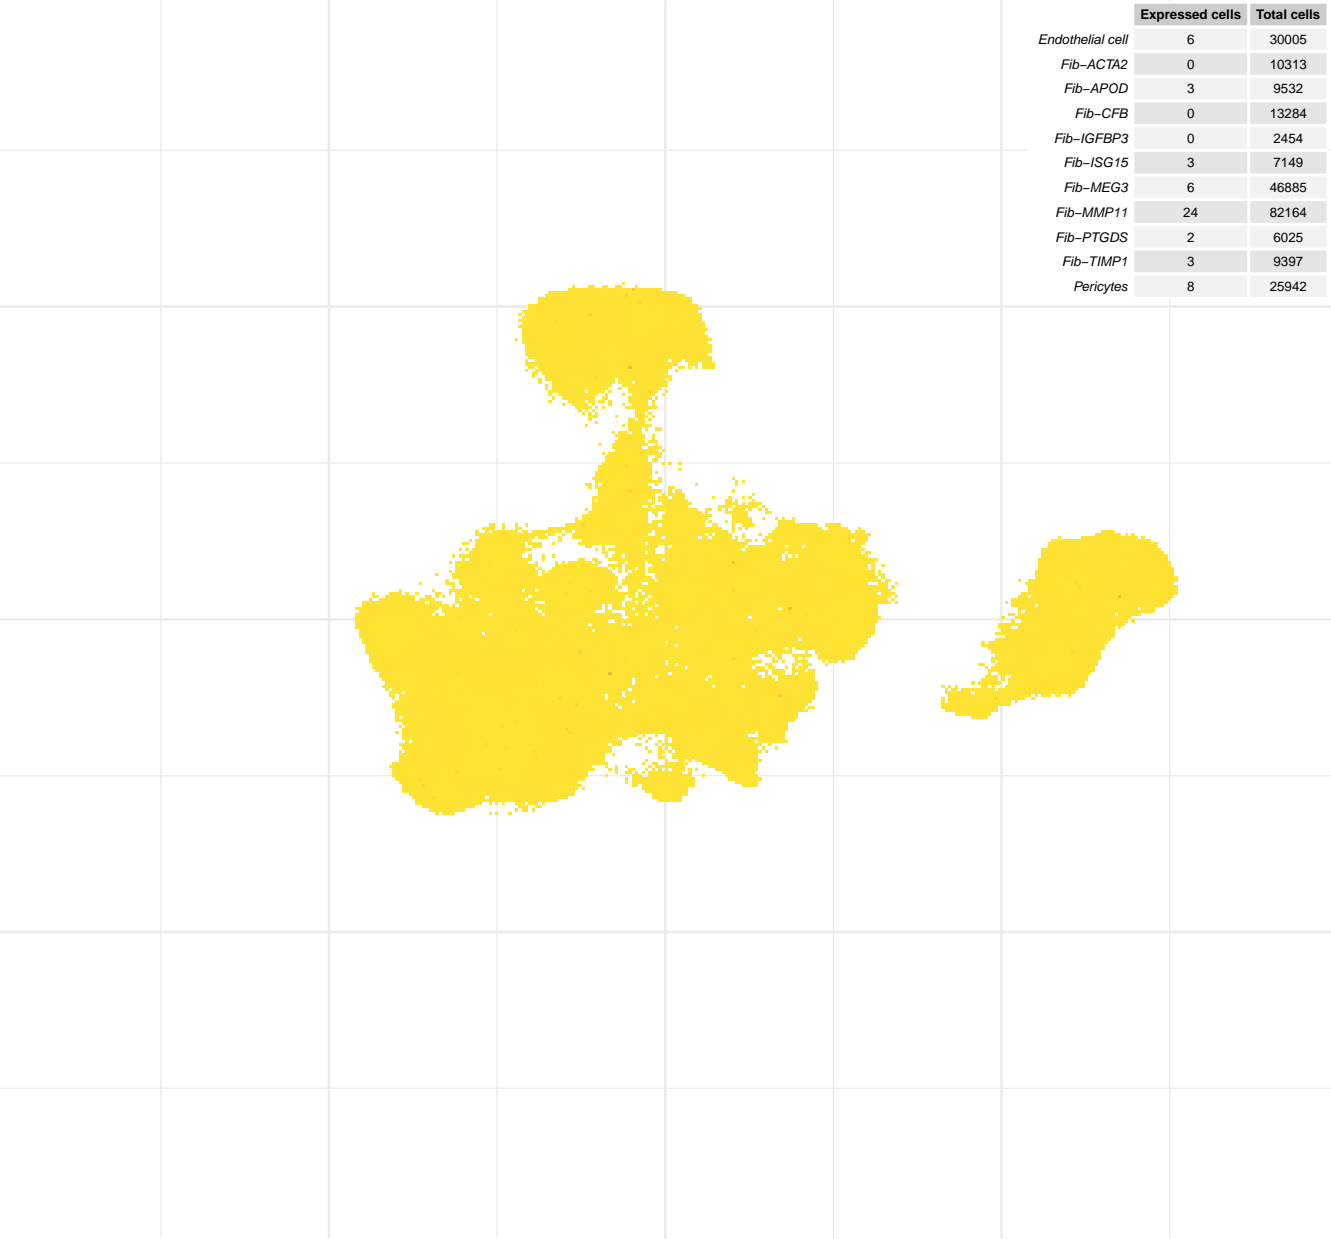 Expressed cells Total cells
Endothelial cell 6 30005
Fib−ACTA2 0 10313
Fib−APOD 3 9532
Fib−CFB 0 13284
Fib−IGFBP3 0 2454
Fib−ISG15 3 7149
Fib−MEG3 6 46885
Fib−MMP11 24 82164
Fib−PTGDS 2 6025
Fib−TIMP1 3 9397
Pericytes 8 25942